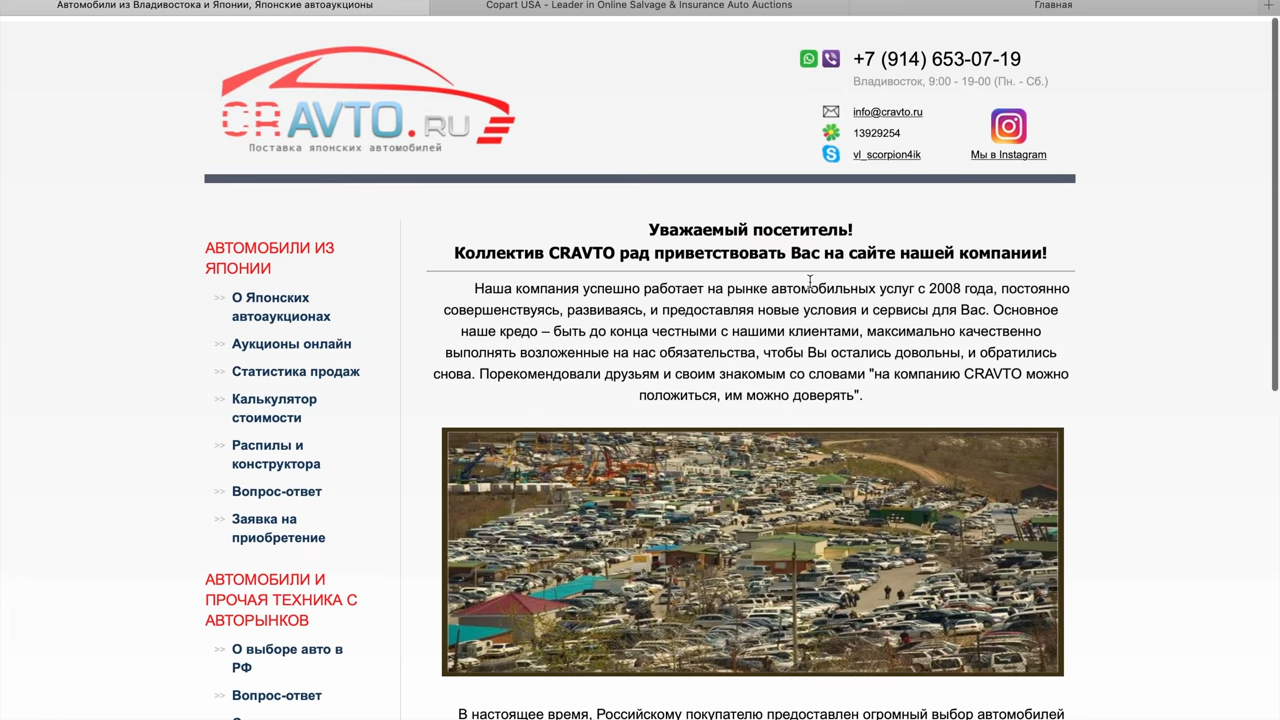 Автомобили из Владивостока и Японии, Японские автоаукционы
Copart USA - Leader in Online Salvage & Insurance Auto Auctions
Главная
CRAVTO.RU
Поставка японских автомобилей
+7 (914) 653-07-19
Владивосток, 9:00 - 19-00 (Пн. - Сб.)
info@cravto.ru
13929254
vl_scorpion4ik
Мы в Instagram
АВТОМОБИЛИ ИЗ
ЯПОНИИ
>> О Японских
автоаукционах
>> Аукционы онлайн
>> Статистика продаж
>> Калькулятор
стоимости
>> Распилы и
конструктора
>> Вопрос-ответ
>> Заявка на
приобретение
АВТОМОБИЛИ И
ПРОЧАЯ ТЕХНИКА С
АВТОРЫНКОВ
>> О выборе авто в
РФ
>> Вопрос-ответ
Уважаемый посетитель!
Коллектив CRAVTO рад приветствовать Вас на сайте нашей компании!
Наша компания успешно работает на рынке автомобильных услуг с 2008 года, постоянно
совершенствуясь, развиваясь, и предоставляя новые условия и сервисы для Вас. Основное
наше кредо – быть до конца честными с нашими клиентами, максимально качественно
выполнять возложенные на нас обязательства, чтобы Вы остались довольны, и обратились
снова. Порекомендовали друзьям и своим знакомым со словами "на компанию CRAVTO можно
положиться, им можно доверять".
В настоящее время, Российскому покупателю предоставлен огромный выбор автомобилей